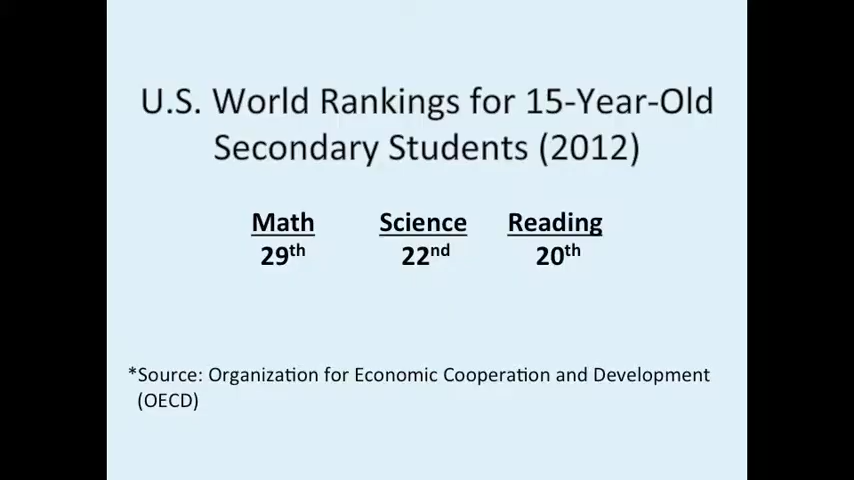 U.S. World Rankings for 15-Year-Old
Secondary Students (2012)
Math Science Reading
29th 22nd 20th
*Source: Organization for Economic Cooperation and Development
(OECD)